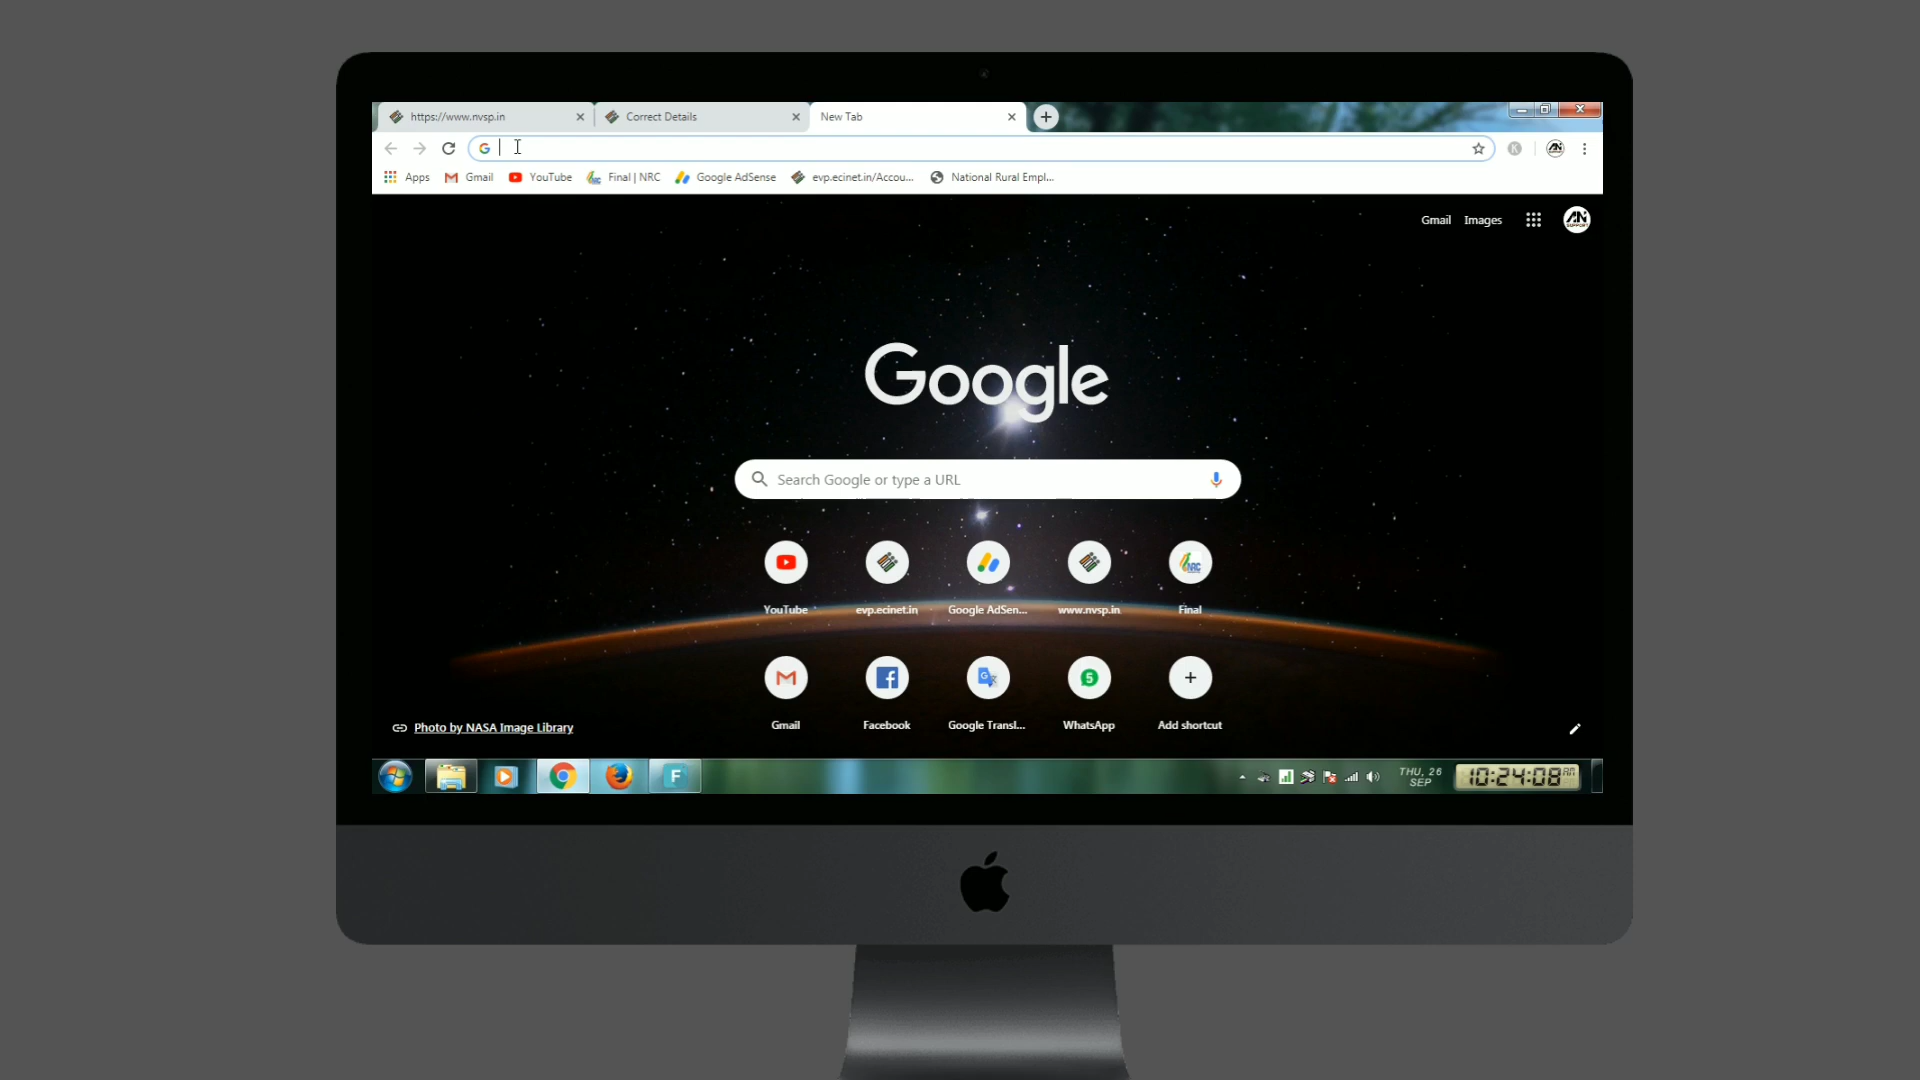 https://www.nvsp.in
Correct Details
New Tab
Apps
Gmail
YouTube
Final | NRC
Google AdSense
evp.ecinet.in/Accou...
National Rural Empl...
Gmail
Images
AN
SUPPORT
Google
Search Google or type a URL
YouTube
evp.ecinet.in
Google AdSen...
www.nvsp.in
Final
Gmail
Facebook
Google Transl...
WhatsApp
Add shortcut
Photo by NASA Image Library
THU, 26
SEP
10:24:08 AM